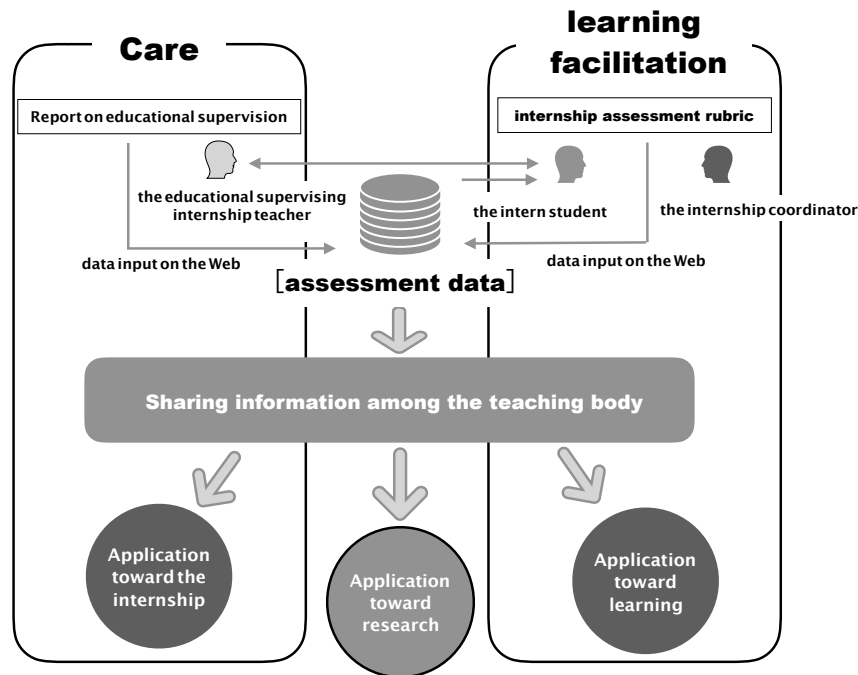 Care
learning
facilitation
Report on educational supervision
internship assessment rubric
the educational supervising
internship teacher
the intern student
the internship coordinator
data input on the Web
data input on the Web
[assessment data]
Sharing information among the teaching body
Application
toward the
internship
Application
toward
research
Application
toward
learning